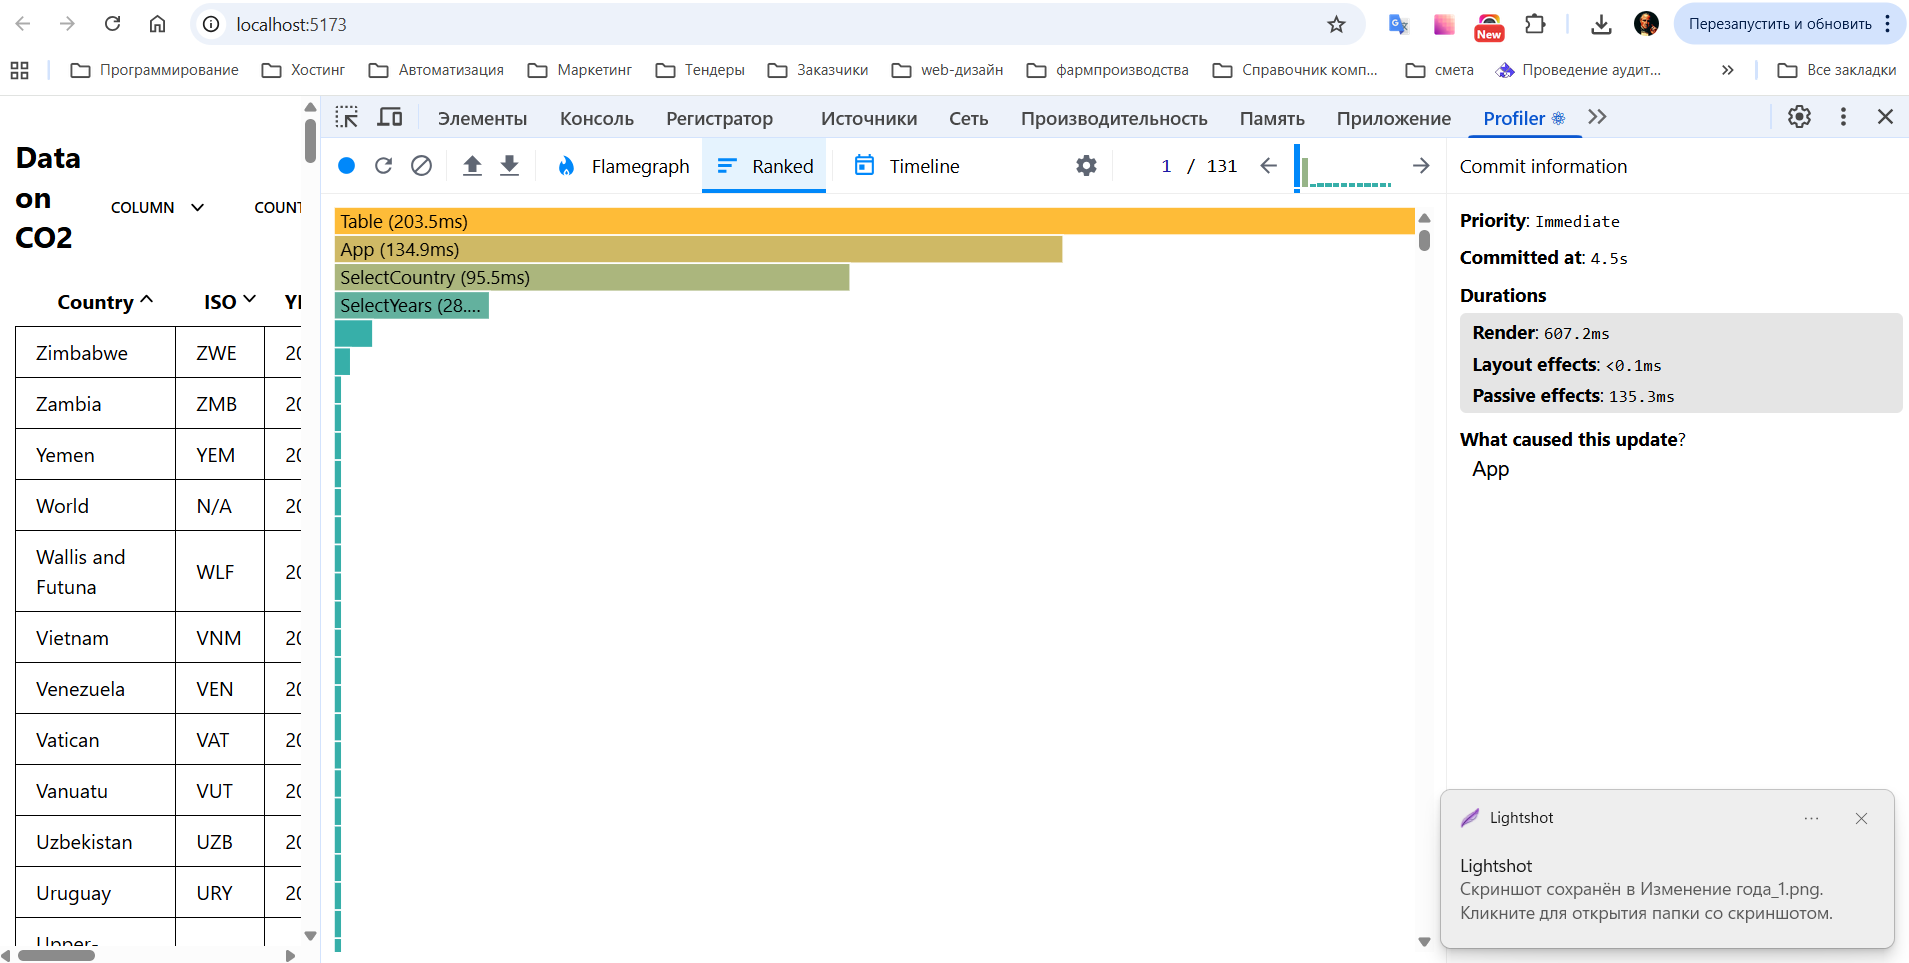 localhost:5173
New
Перезапустить и обновить
Программирование
Хостинг
Автоматизация
Маркетинг
Тендеры
Заказчики
web-дизайн
фармпроизводства
Справочник комп...
смета
Проведение аудит...
Все закладки
Data on CO2
COLUMN
COUNT
Country
ISO
Zimbabwe ZWE 20
Zambia ZMB 20
Yemen YEM 20
World N/A 20
Wallis and
Futuna WLF 20
Vietnam VNM 20
Venezuela VEN 20
Vatican VAT 20
Vanuatu VUT 20
Uzbekistan UZB 20
Uruguay URY 20
Upper-
Элементы
Консоль
Регистратор
Источники
Сеть
Производительность
Память
Приложение
Profiler
Flamegraph
Ranked
Timeline
1 / 131
Table (203.5ms)
App (134.9ms)
SelectCountry (95.5ms)
SelectYears (28....
Commit information
Priority: Immediate
Committed at: 4.5s
Durations
Render: 607.2ms
Layout effects: <0.1ms
Passive effects: 135.3ms
What caused this update?
App
Lightshot
Lightshot
Скриншот сохранён в Изменение года_1.png.
Кликните для открытия папки со скриншотом.